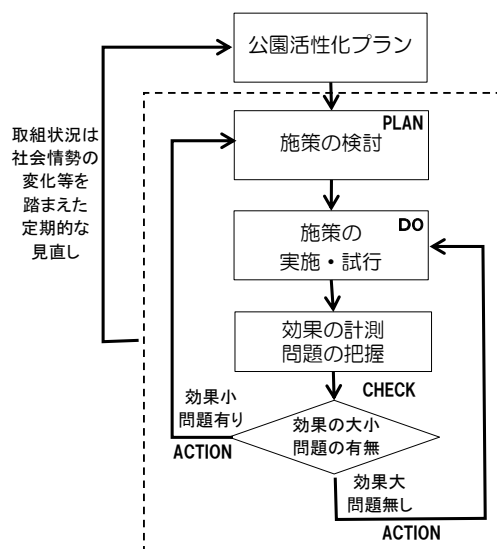 公園活性化プラン
取組状況は
社会情勢の
変化等を
踏まえた
定期的な
見直し
PLAN
施策の検討
DO
施策の
実施・試行
効果の計測
問題の把握
CHECK
効果小
問題有り
ACTION
効果の大小
問題の有無
効果大
問題無し
ACTION